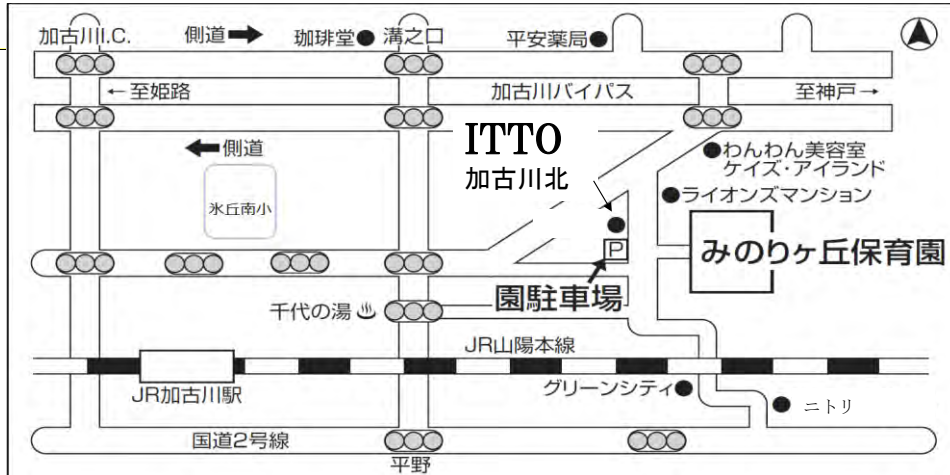 加古川I.C.
側道
珈琲堂
溝之口
平安薬局
←至姫路
加古川バイパス
至神戸→
側道
ITTO
加古川北
わんわん美容室
ケイズ・アイランド
氷丘南小
ライオンズマンション
P
みのりヶ丘保育園
園駐車場
千代の湯
JR山陽本線
JR加古川駅
グリーンシティ
ニトリ
国道2号線
平野